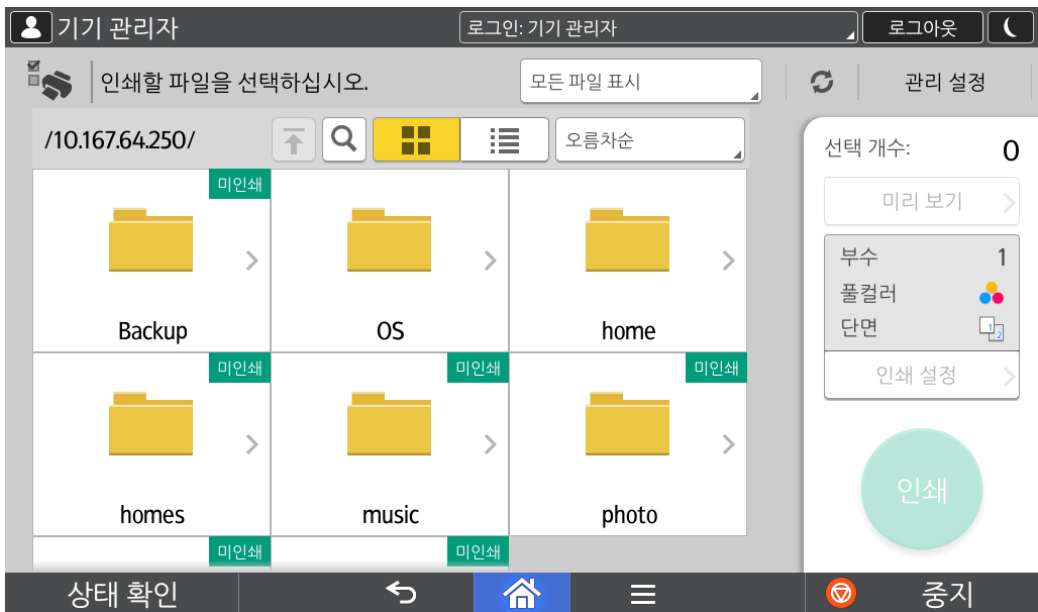 기기 관리자
로그인: 기기 관리자
로그아웃
인쇄할 파일을 선택하십시오.
모든 파일 표시
관리 설정
/10.167.64.250/
오름차순
선택 개수: 0
미리 보기
부수 1
풀컬러
단면
1
2
인쇄 설정
인쇄
미인쇄
Backup
OS
home
미인쇄
미인쇄
미인쇄
homes
music
photo
미인쇄
미인쇄
상태 확인
중지